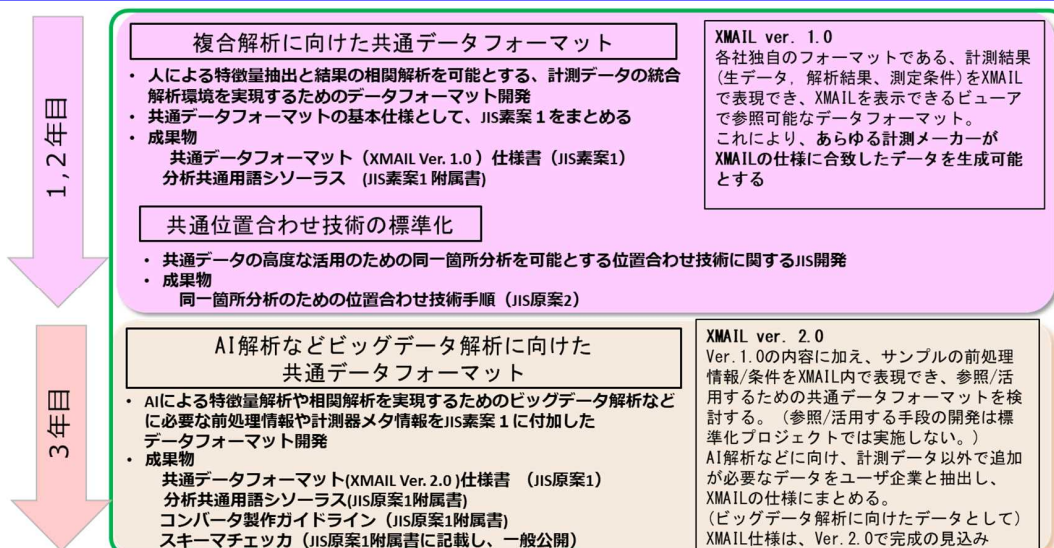 1,2年目
複合解析に向けた共通データフォーマット
・ 人による特徴量抽出と結果の相関解析を可能とする、計測データの統合
解析環境を実現するためのデータフォーマット開発
・ 共通データフォーマットの基本仕様として、JIS素案１をまとめる
・ 成果物
共通データフォーマット（XMAIL Ver. 1.0 ）仕様書（JIS素案1）
分析共通用語シソーラス (JIS素案1 附属書)
XMAIL ver. 1.0
各社独自のフォーマットである、計測結果
(生データ, 解析結果、測定条件)をXMAIL
で表現でき、XMAILを表示できるビューア
で参照可能なデータフォーマット。
これにより、あらゆる計測メーカーが
XMAILの仕様に合致したデータを生成可能
とする
共通位置合わせ技術の標準化
・ 共通データの高度な活用のための同一箇所分析を可能とする位置合わせ技術に関するJIS開発
・ 成果物
同一箇所分析のための位置合わせ技術手順（JIS原案2）
3年目
AI解析などビッグデータ解析に向けた
共通データフォーマット
・ AIによる特徴量解析や相関解析を実現するためのビッグデータ解析など
に必要な前処理情報や計測器メタ情報をJIS素案１に付加した
データフォーマット開発
・ 成果物
共通データフォーマット(XMAIL Ver. 2.0 )仕様書 （JIS原案1）
分析共通用語シソーラス(JIS原案1附属書)
コンバータ製作ガイドライン（JIS原案1附属書)
スキーマチェッカ（JIS原案1附属書に記載し、一般公開）
XMAIL ver. 2.0
Ver.1.0の内容に加え、サンプルの前処理
情報/条件をXMAIL内で表現でき、参照/活
用するための共通データフォーマットを検
討する。（参照/活用する手段の開発は標
準化プロジェクトでは実施しない。）
AI解析などに向け、計測データ以外で追加
が必要なデータをユーザ企業と抽出し、
XMAILの仕様にまとめる。
(ビッグデータ解析に向けたデータとして)
XMAIL仕様は、Ver.2.0で完成の見込み